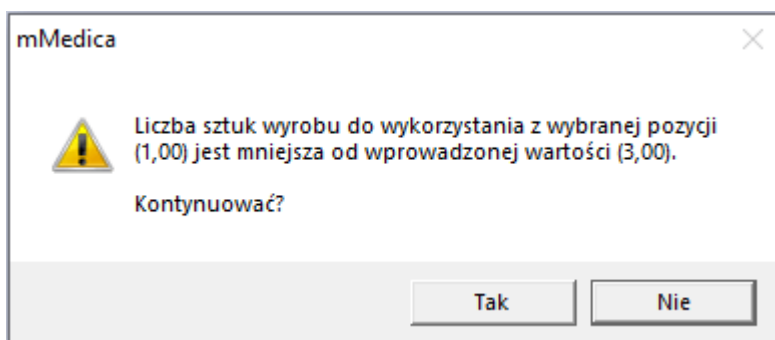 mMedica
Liczba sztuk wyrobu do wykorzystania z wybranej pozycji
(1,00) jest mniejsza od wprowadzonej wartości (3,00).
Kontynuować?
Tak
Nie